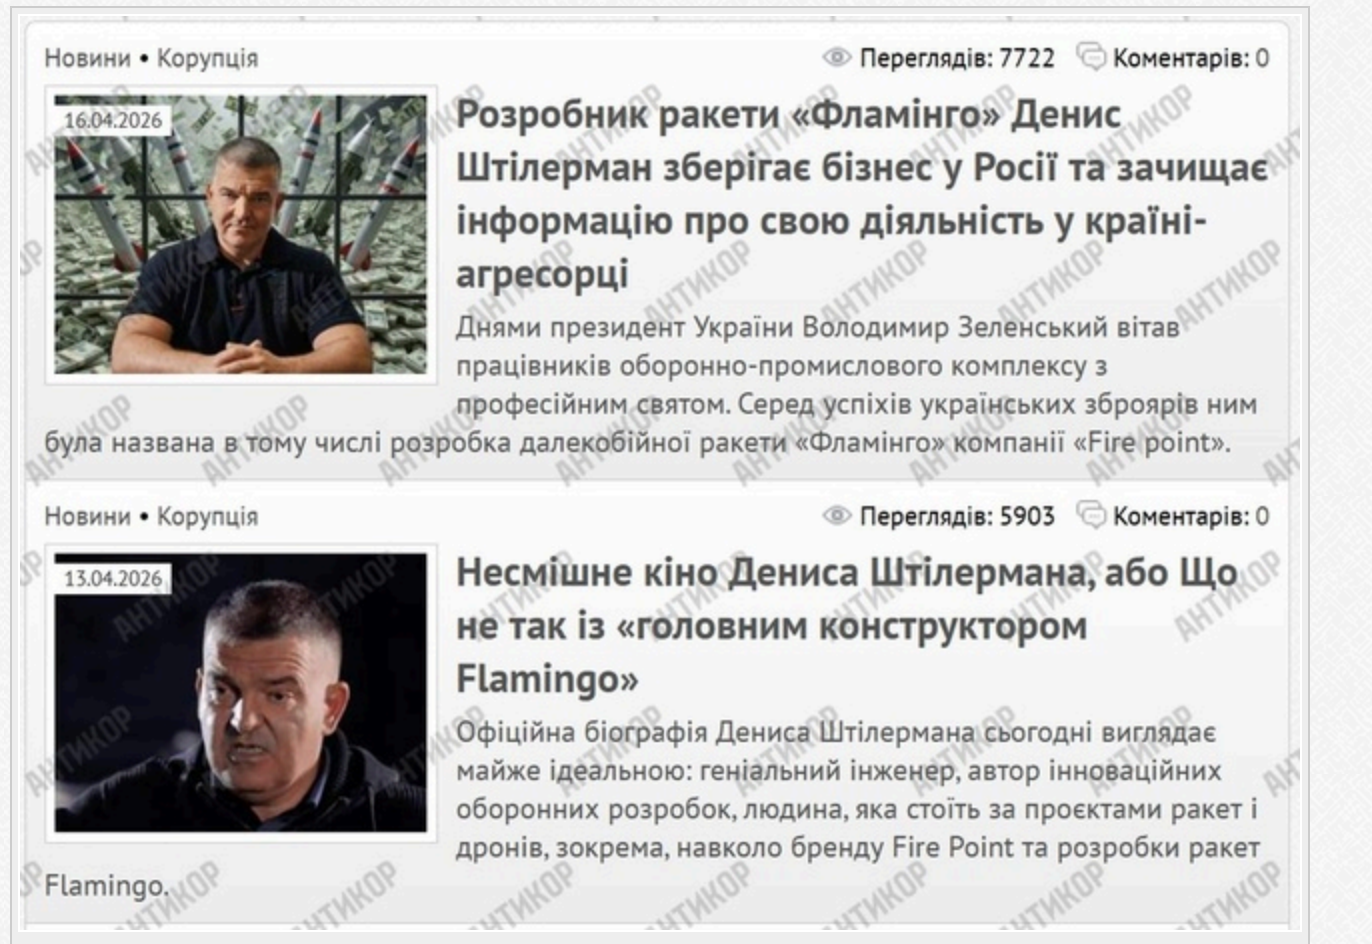 Новини • Корупція
Переглядів: 7722 Коментарів: 0
16.04.2026
Розробник ракети «Фламінго» Денис
Штілерман зберігає бізнес у Росії та зачищає
інформацію про свою діяльність у країні-
агресорці
Днями президент України Володимир Зеленський вітав
працівників оборонно-промислового комплексу з
професійним святом. Серед успіхів українських зброярів ним
була названа в тому числі розробка далекобійної ракети «Фламінго» компанії «Fire point».
Новини • Корупція
Переглядів: 5903 Коментарів: 0
13.04.2026
Несмішне кіно Дениса Штілермана, або Що
не так із «головним конструктором
Flamingo»
Офіційна біографія Дениса Штілермана сьогодні виглядає
майже ідеальною: геніальний інженер, автор інноваційних
оборонних розробок, людина, яка стоїть за проєктами ракет і
дронів, зокрема, навколо бренду Fire Point та розробки ракет
Flamingo.
АНТИКОР